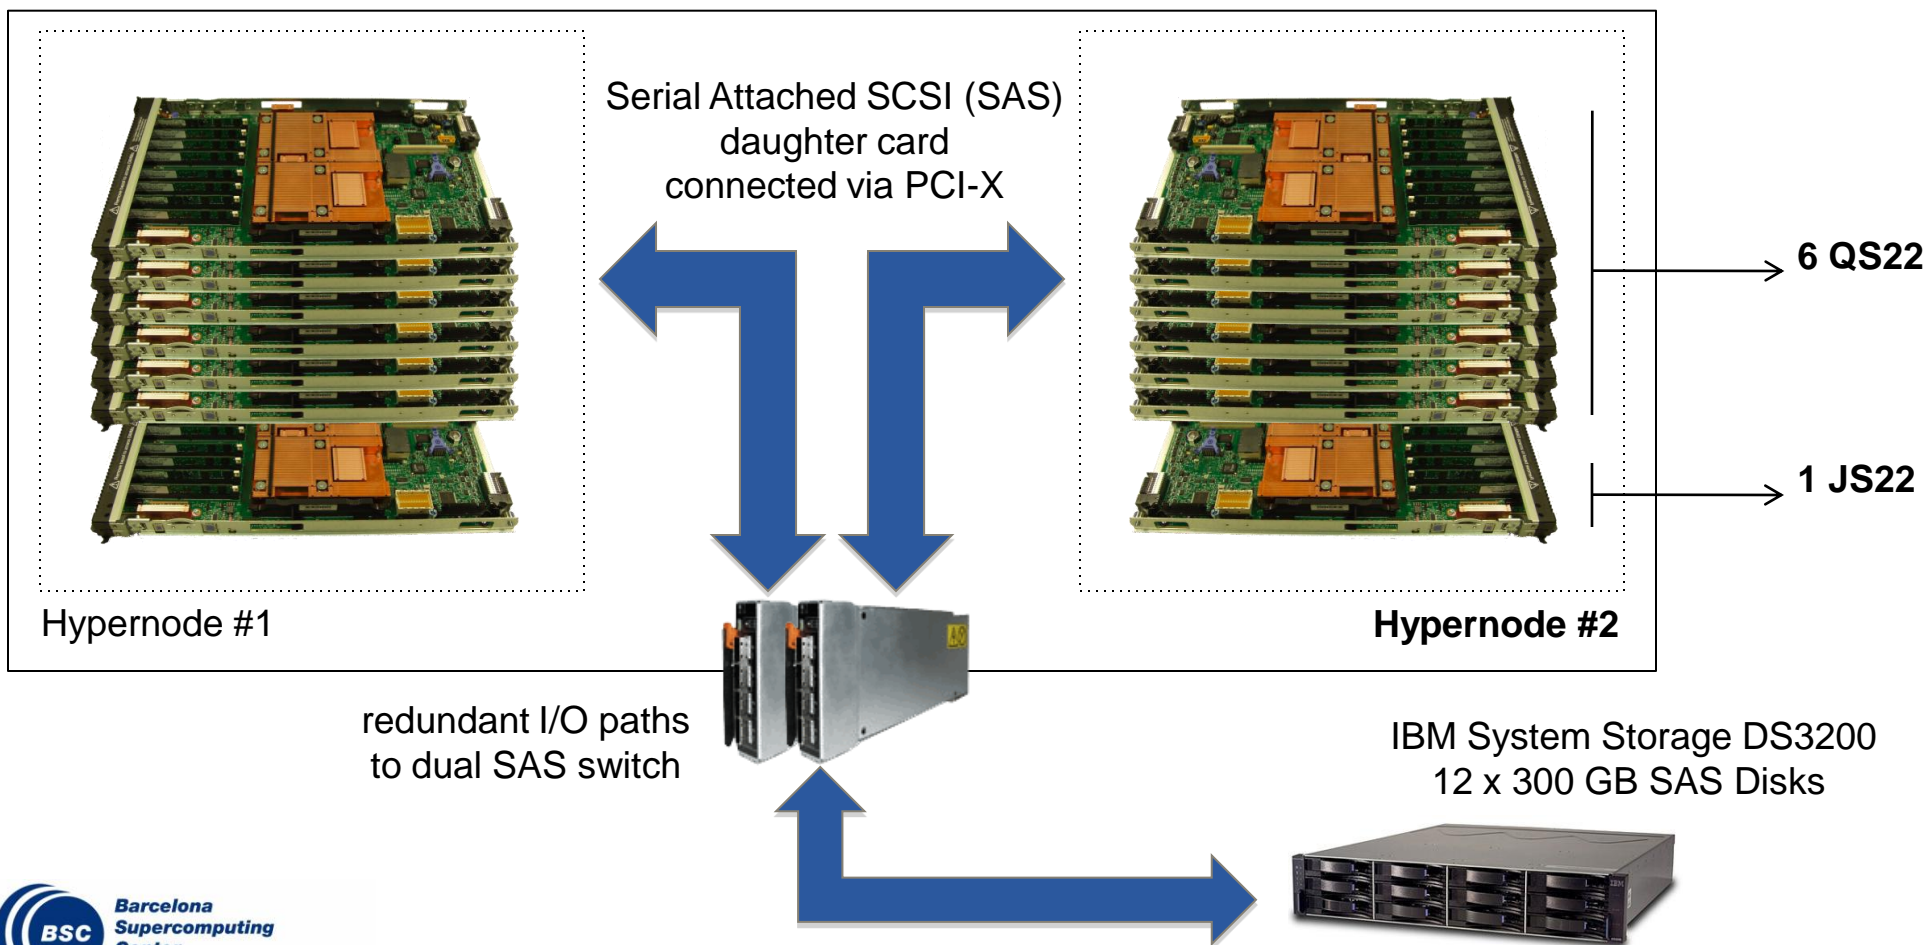 Serial Attached SCSI (SAS)
daughter card
connected via PCI-X
6 QS22
1 JS22
Hypernode #1
Hypernode #2
redundant I/O paths
to dual SAS switch
IBM System Storage DS3200
12 x 300 GB SAS Disks
BSC
Barcelona
Supercomputing